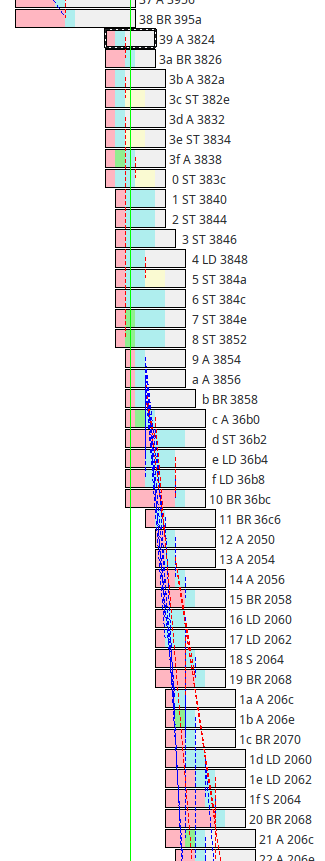 37 A 3956
38 BR 395a
39 A 3824
3a BR 3826
3b A 382a
3c ST 382e
3d A 3832
3e ST 3834
3f A 3838
0 ST 383c
1 ST 3840
2 ST 3844
3 ST 3846
4 LD 3848
5 ST 384a
6 ST 384c
7 ST 384e
8 ST 3852
9 A 3854
a A 3856
b BR 3858
c A 36b0
d ST 36b2
e LD 36b4
f LD 36b8
10 BR 36bc
11 BR 36c6
12 A 2050
13 A 2054
14 A 2056
15 BR 2058
16 LD 2060
17 LD 2062
18 S 2064
19 BR 2068
1a A 206c
1b A 206e
1c BR 2070
1d LD 2060
1e LD 2062
1f S 2064
20 BR 2068
21 A 206c
22 A 206e